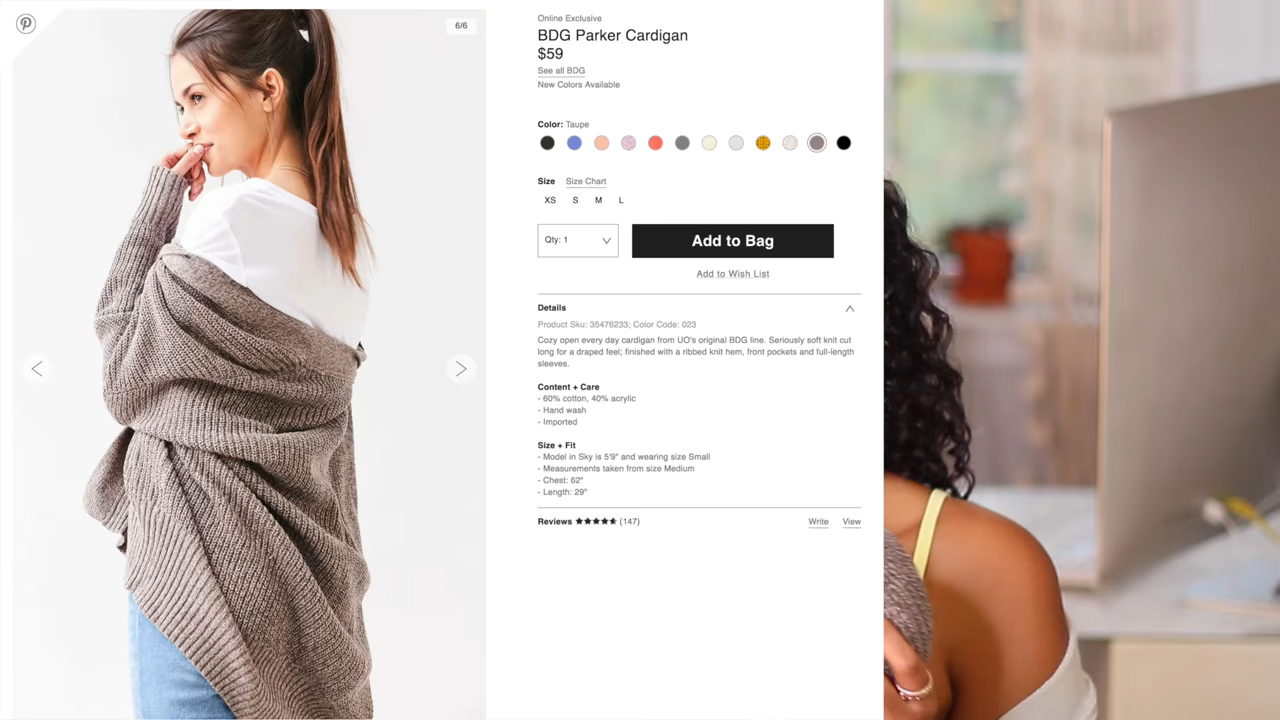 6/6
Online Exclusive
BDG Parker Cardigan
$59
See all BDG
New Colors Available
Color: Taupe
Size Size Chart
XS S M L
Qty: 1
Add to Bag
Add to Wish List
Details
Product Sku: 35476233; Color Code: 023
Cozy open every day cardigan from UO's original BDG line. Seriously soft knit cut
long for a draped feel; finished with a ribbed knit hem, front pockets and full-length
sleeves.
Content + Care
- 60% cotton, 40% acrylic
- Hand wash
- Imported
Size + Fit
- Model in Sky is 5'9" and wearing size Small
- Measurements taken from size Medium
- Chest: 62"
- Length: 29"
Reviews (147) Write View